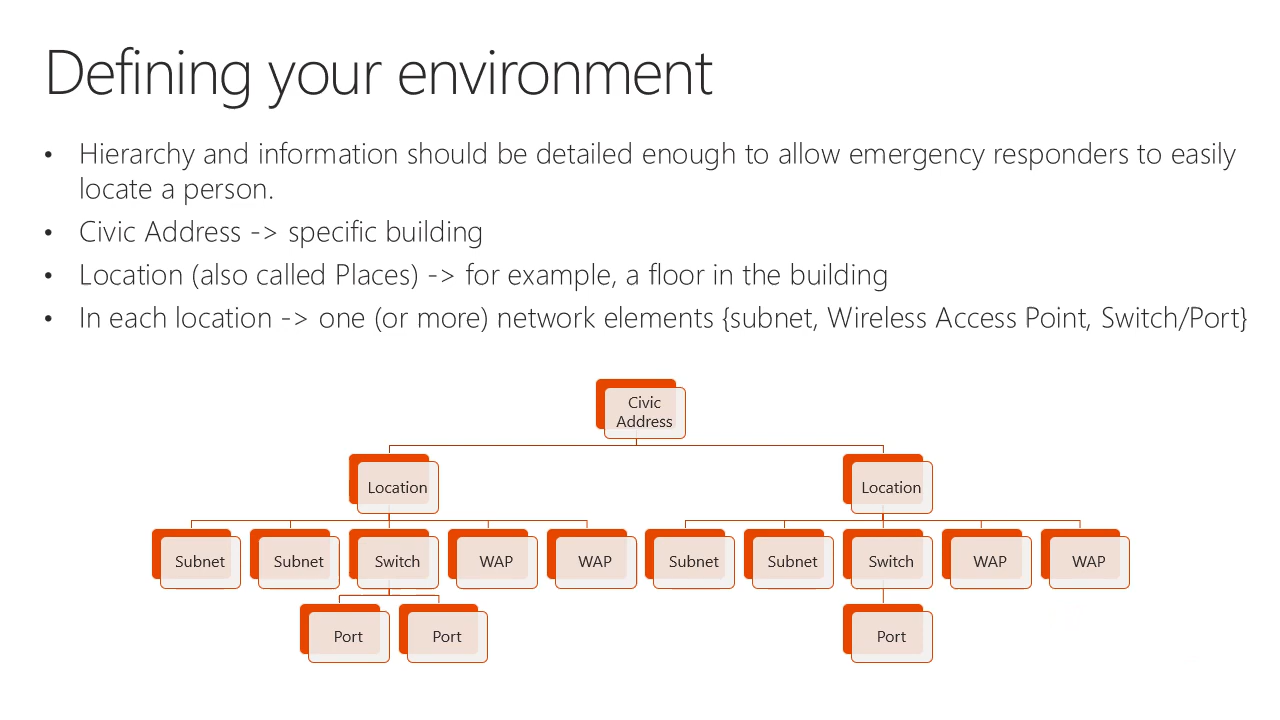 Defining your environment
• Hierarchy and information should be detailed enough to allow emergency responders to easily
locate a person.
• Civic Address -> specific building
• Location (also called Places) -> for example, a floor in the building
• In each location -> one (or more) network elements {subnet, Wireless Access Point, Switch/Port}
Civic
Address
Location
Location
Subnet
Subnet
Switch
WAP
WAP
Subnet
Subnet
Switch
WAP
WAP
Port
Port
Port